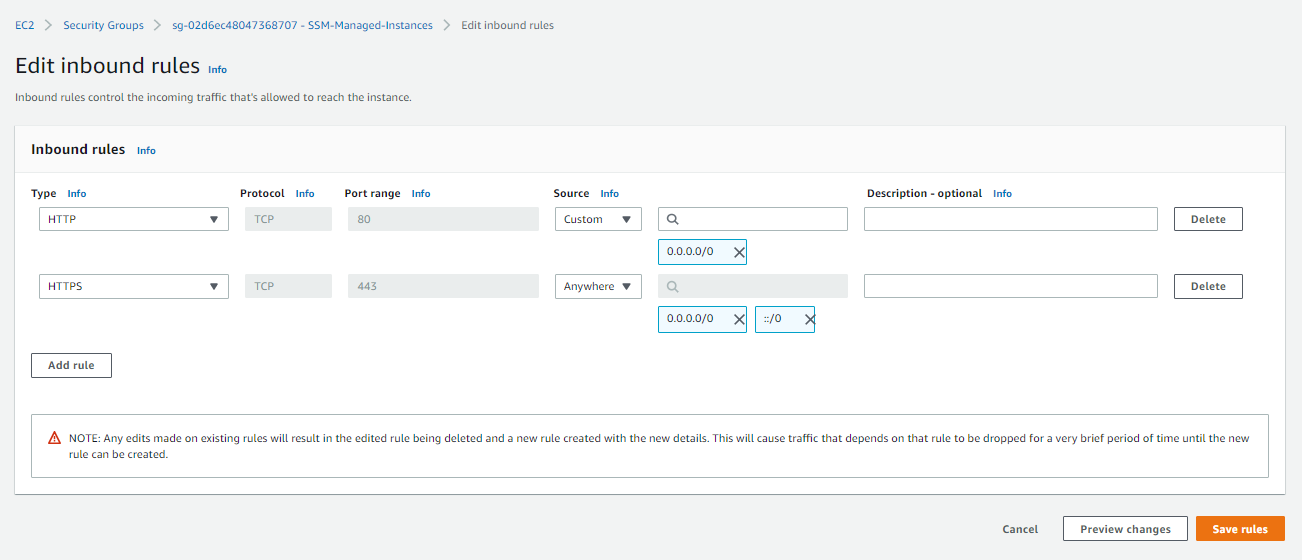 EC2 > Security Groups > sg-02d6ec48047368707 - SSM-Managed-Instances > Edit inbound rules
Edit inbound rules Info
Inbound rules control the incoming traffic that's allowed to reach the instance.
Inbound rules Info
Type Info Protocol Info Port range Info Source Info Description - optional Info
HTTP TCP 80 Custom Delete
0.0.0.0/0
HTTPS TCP 443 Anywhere Delete
0.0.0.0/0 ::/0
Add rule
NOTE: Any edits made on existing rules will result in the edited rule being deleted and a new rule created with the new details. This will cause traffic that depends on that rule to be dropped for a very brief period of time until the new
rule can be created.
Cancel Preview changes Save rules